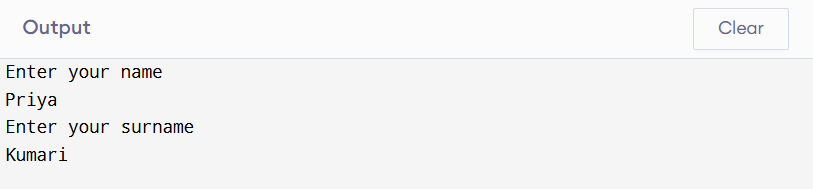 Output
Clear
Enter your name
Priya
Enter your surname
Kumari